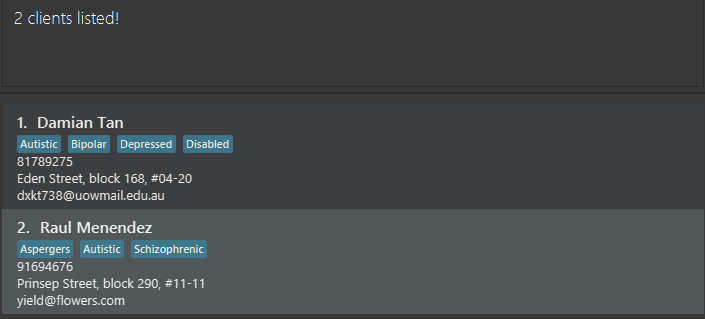 2 clients listed!
1. Damian Tan
Autistic Bipolar Depressed Disabled
81789275
Eden Street, block 168, #04-20
dxkt738@uowmail.edu.au
2. Raul Menendez
Aspergers Autistic Schizophrenic
91694676
Prinsep Street, block 290, #11-11
yield@flowers.com